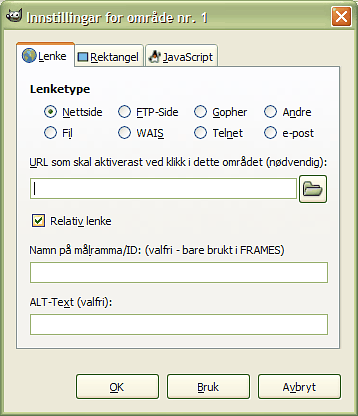 Innstillingar for område nr. 1
Lenke Rektangel JavaScript
Lenketype
Nettside FTP-Side Gopher Andre
Fil WAIS Telnet e-post
URL som skal aktiverast ved klikk i dette området (nødvendig):
Relativ lenke
Namn på målramma/ID: (valfri - bare brukt i FRAMES)
ALT-Text (valfri):
OK Bruk Avbryt